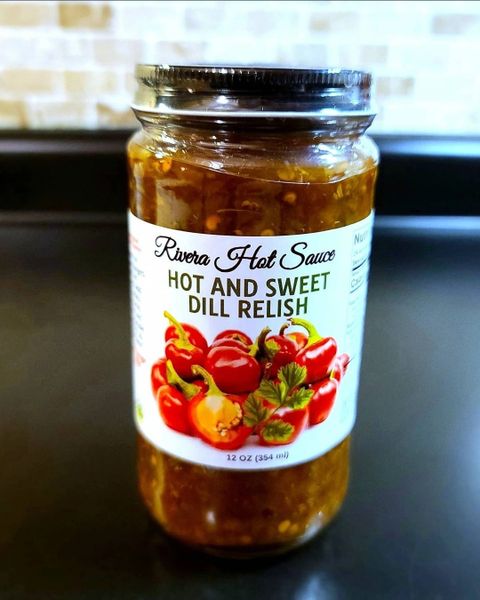 Rivera Hot Sauce
HOT AND SWEET
DILL RELISH
12 OZ (354 ml)